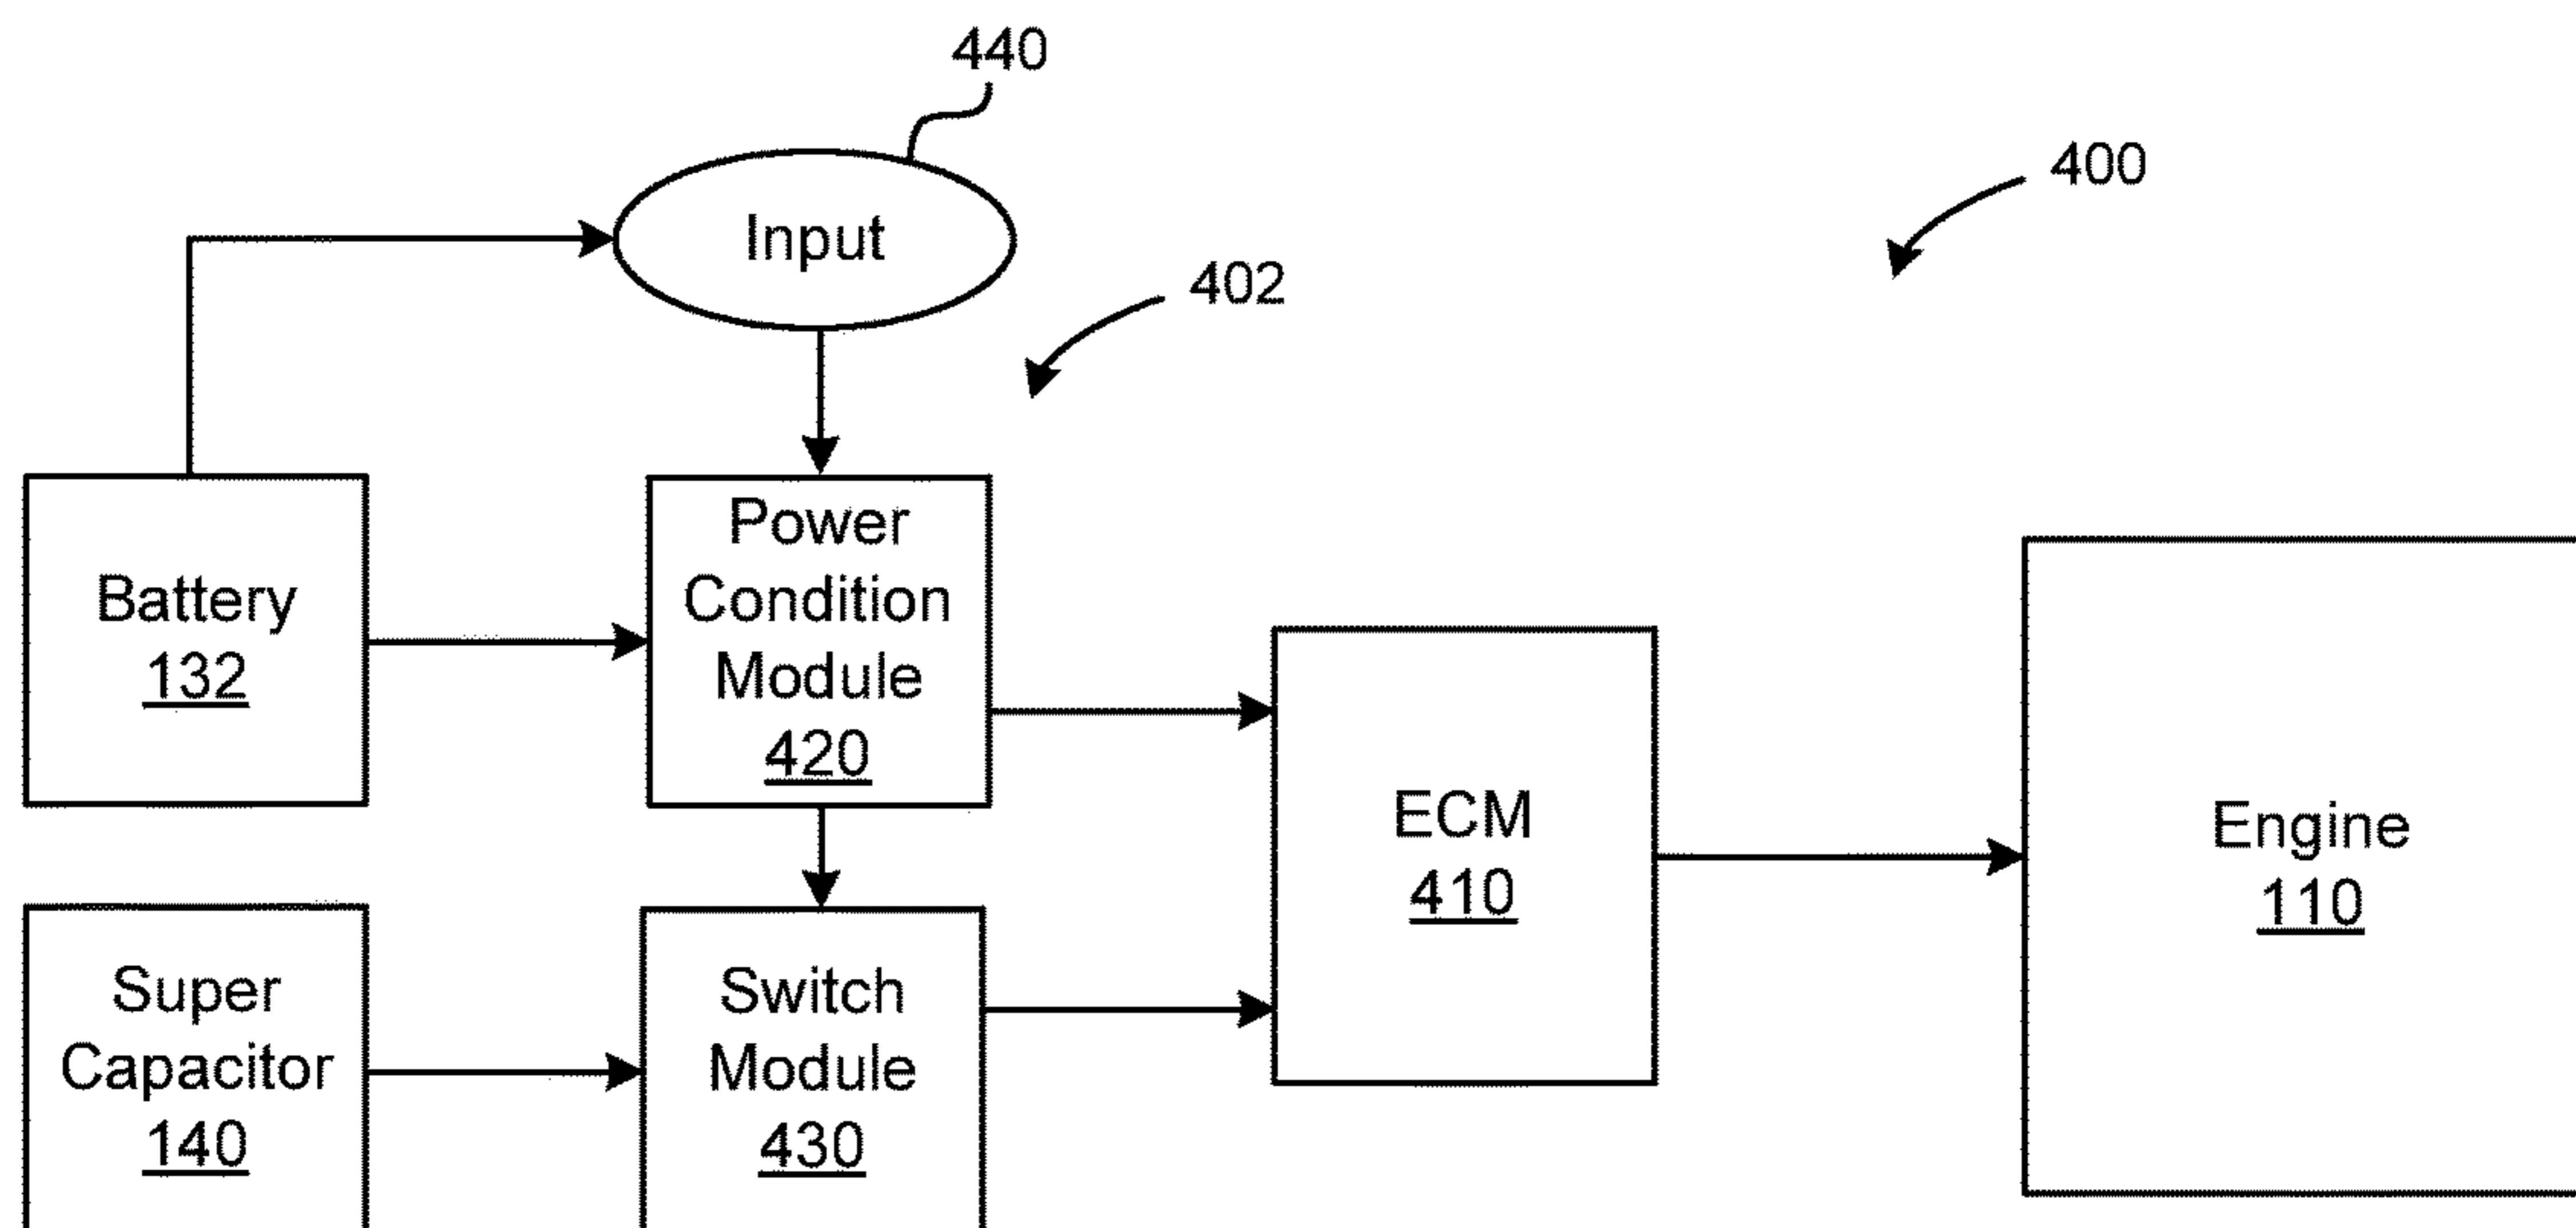 440
400
Input
402
Power
Condition
Module
420
Battery
132
ECM
410
Engine
110
Super
Capacitor
140
Switch
Module
430